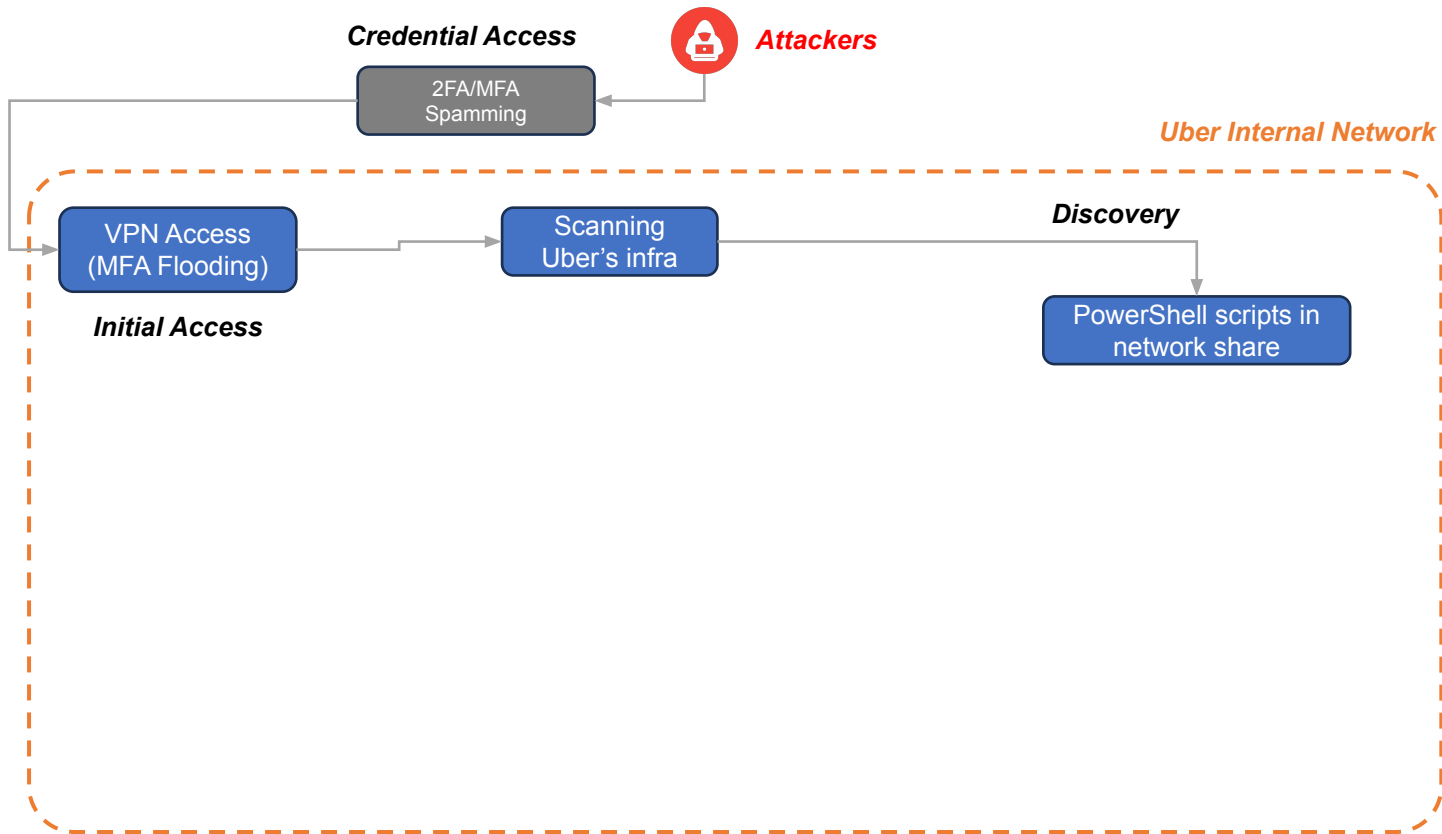 Credential Access
Attackers
2FA/MFA
Spamming
Uber Internal Network
VPN Access
(MFA Flooding)
Initial Access
Scanning
Uber’s infra
Discovery
PowerShell scripts in
network share